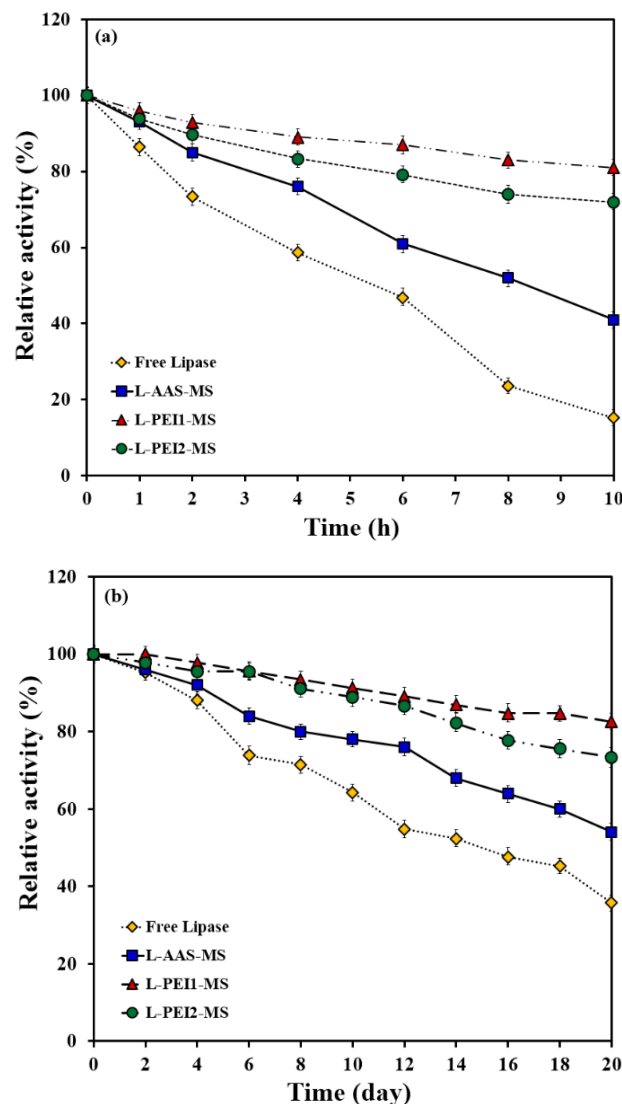 (a)
Relative activity (%)
120
100
80
60
40
20
0
Free Lipase
L-AAS-MS
L-PEI1-MS
L-PEI2-MS
0 1 2 3 4 5 6 7 8 9 10
Time (h)
(b)
Relative activity (%)
120
100
80
60
40
20
0
Free Lipase
L-AAS-MS
L-PEI1-MS
L-PEI2-MS
0 2 4 6 8 10 12 14 16 18 20
Time (day)